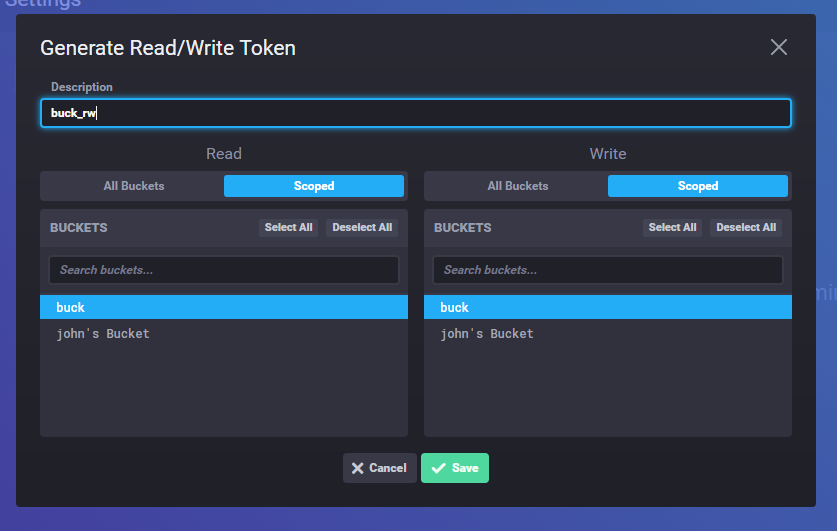 Settings
Generate Read/Write Token
Description
buck_rw
Read
Write
All Buckets
Scoped
All Buckets
Scoped
BUCKETS
Select All
Deselect All
BUCKETS
Select All
Deselect All
Search buckets...
Search buckets...
buck
buck
john's Bucket
john's Bucket
Cancel
Save